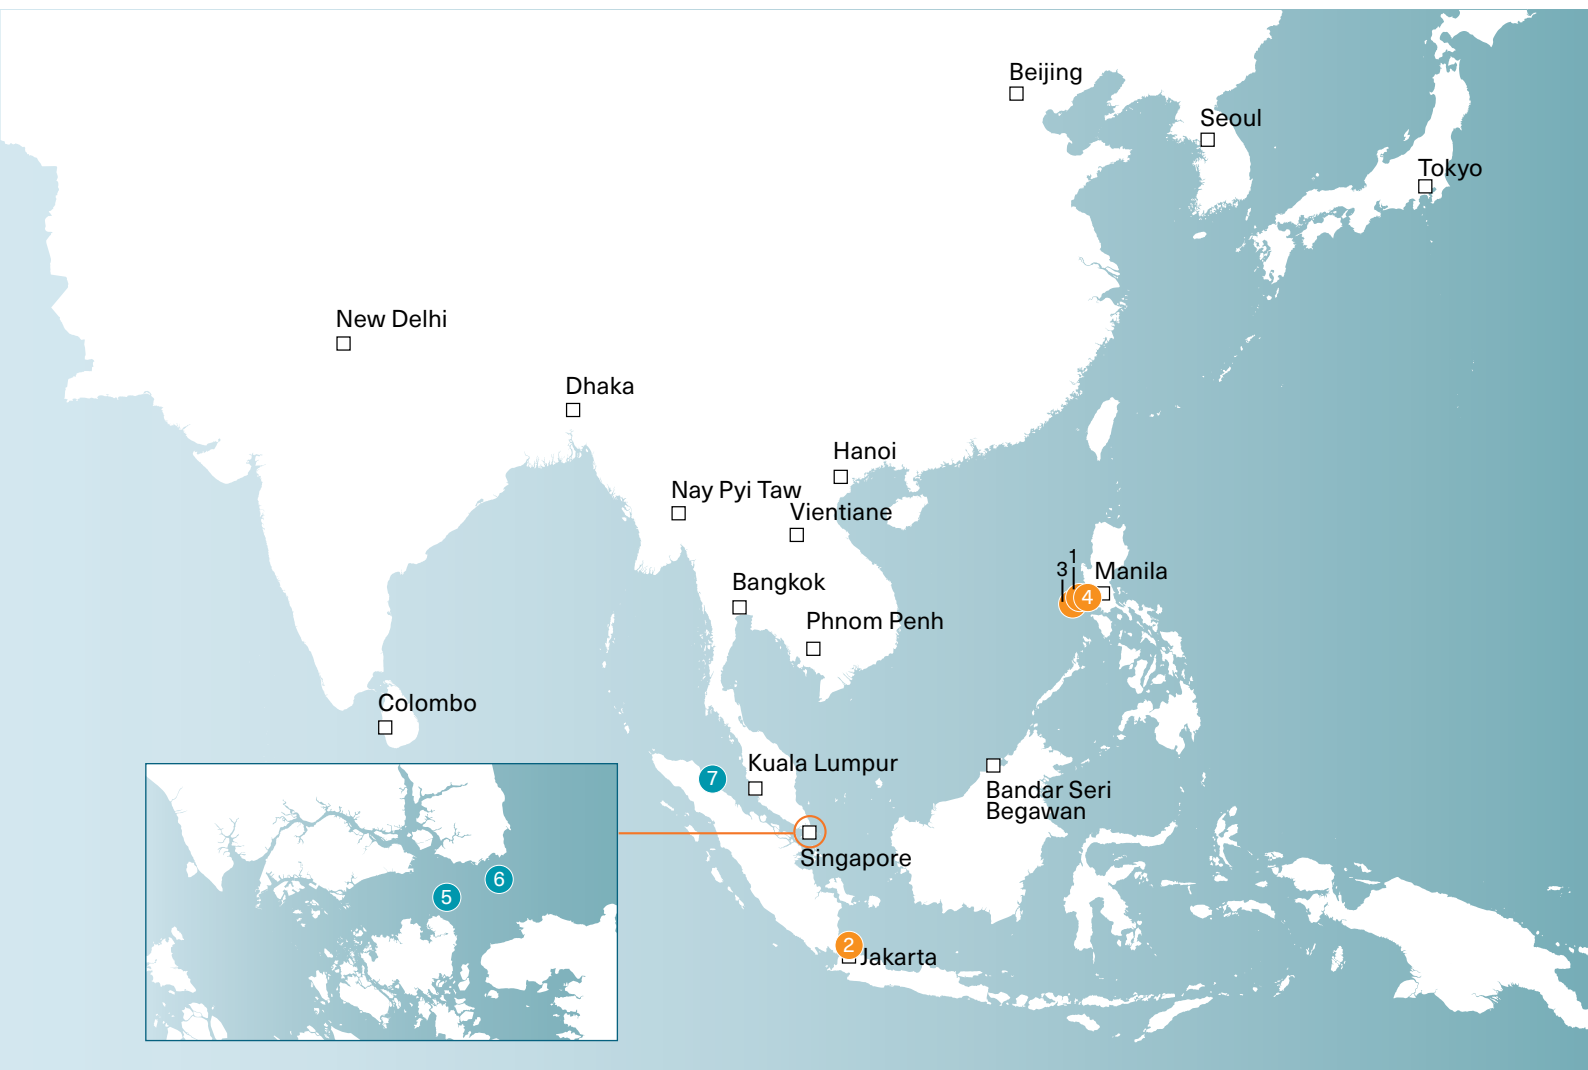 Beijing
Seoul
Tokyo
New Delhi
Dhaka
Hanoi
Nay Pyi Taw
Vientiane
1
3
Manila
4
Bangkok
Phnom Penh
Colombo
Kuala Lumpur
7
Bandar Seri
Begawan
Singapore
6
5
2
Jakarta